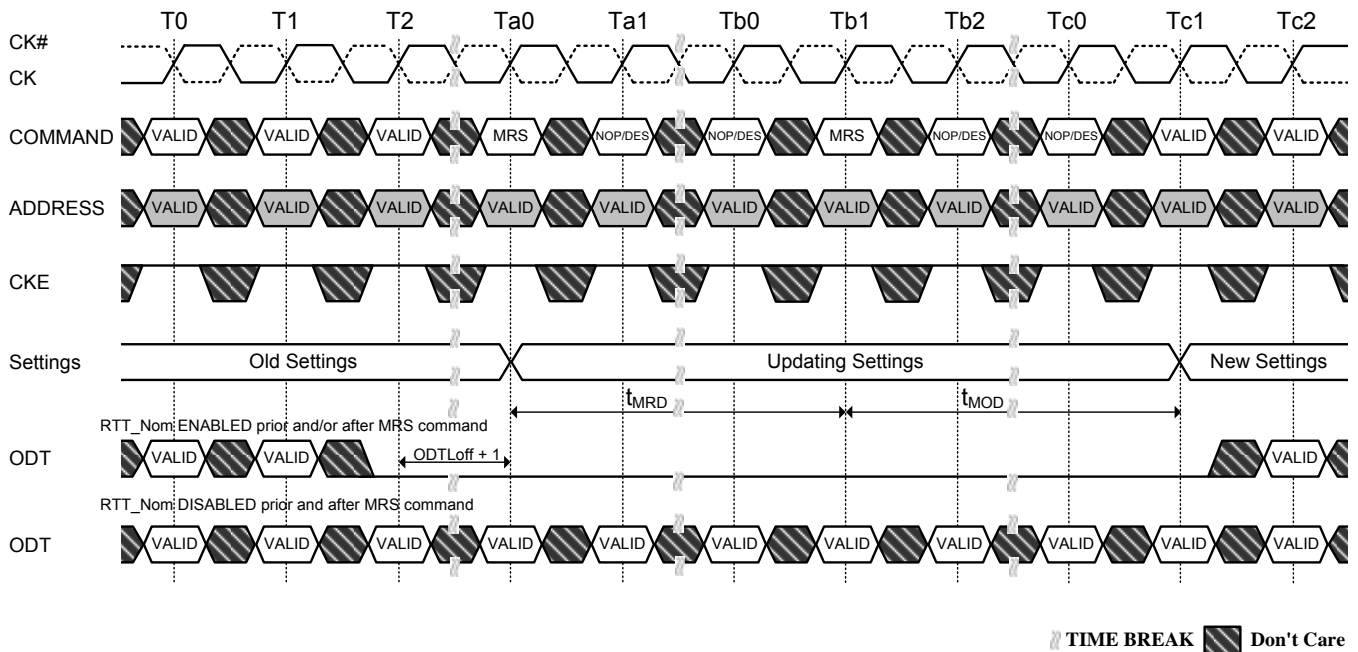 T0 T1 T2 Ta0 Ta1 Tb0 Tb1 Tb2 Tc0 Tc1 Tc2
CK#
CK
COMMAND VALID VALID VALID MRS NOP/DES NOP/DES MRS NOP/DES NOP/DES VALID VALID
ADDRESS VALID VALID VALID VALID VALID VALID VALID VALID VALID VALID VALID
CKE
Settings Old Settings Updating Settings New Settings
tMRD tMOD
RTT_Nom ENABLED prior and/or after MRS command
ODT VALID VALID ODTLoff + 1 VALID
RTT_Nom DISABLED prior and after MRS command
ODT VALID VALID VALID VALID VALID VALID VALID VALID VALID VALID VALID
TIME BREAK Don't Care